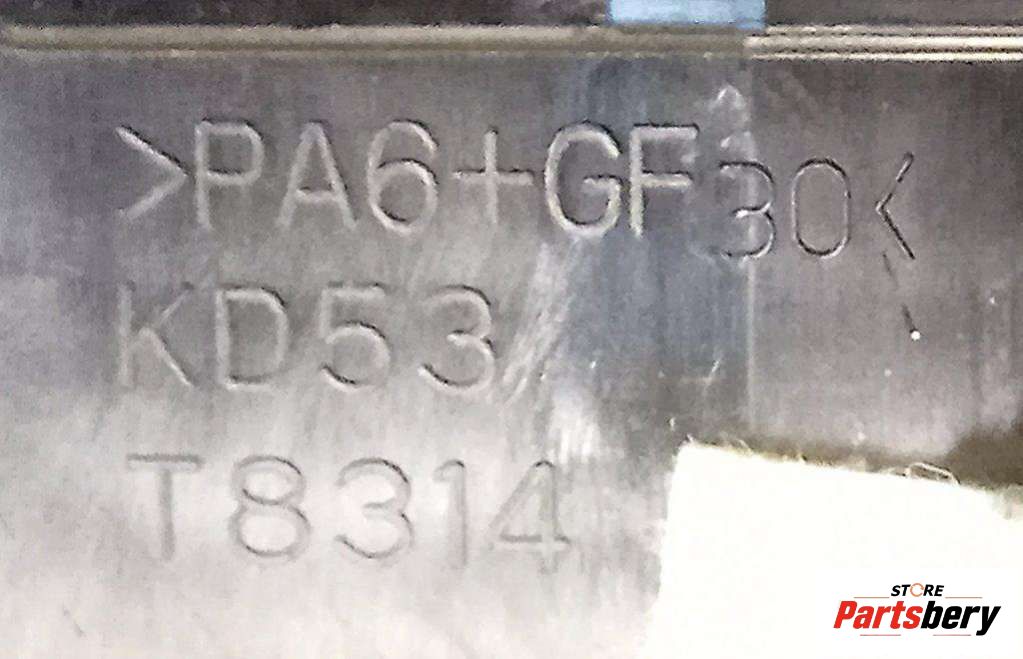 >PA6+GF30<
KD53
T8314
STORE
Partsbery